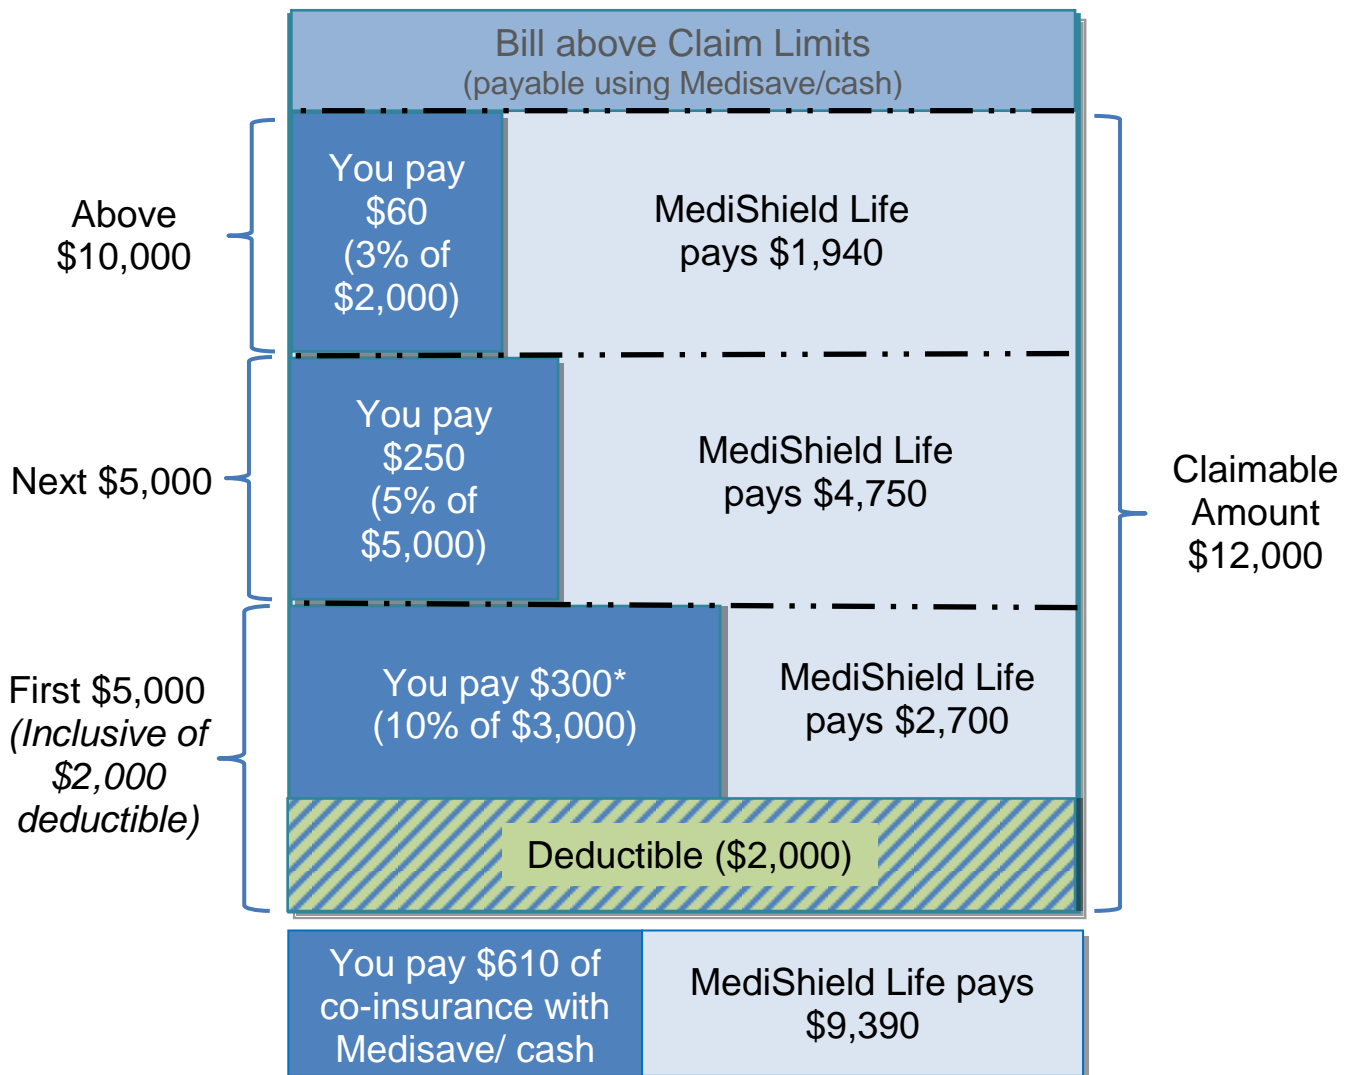 Bill above Claim Limits
(payable using Medisave/cash)
Above
$10,000
You pay
$60
(3% of
$2,000)
MediShield Life
pays $1,940
Next $5,000
You pay
$250
(5% of
$5,000)
MediShield Life
pays $4,750
Claimable
Amount
$12,000
First $5,000
(Inclusive of
$2,000
deductible)
You pay $300*
(10% of $3,000)
MediShield Life
pays $2,700
Deductible ($2,000)
You pay $610 of
co-insurance with
Medisave/ cash
MediShield Life pays
$9,390